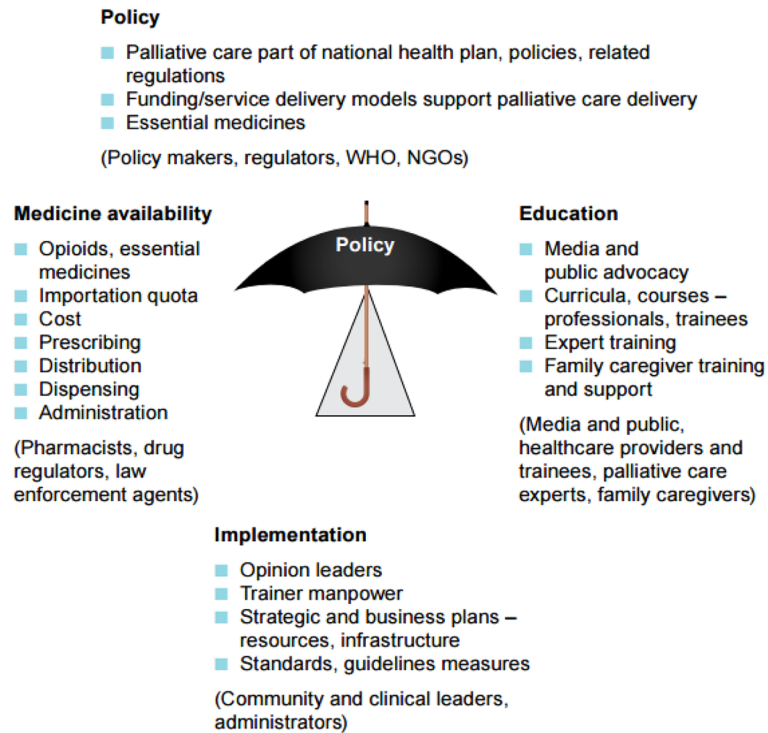 Policy
Palliative care part of national health plan, policies, related
regulations
Funding/service delivery models support palliative care delivery
Essential medicines
(Policy makers, regulators, WHO, NGOs)
Medicine availability
Opioids, essential
medicines
Importation quota
Cost
Prescribing
Distribution
Dispensing
Administration
(Pharmacists, drug
regulators, law
enforcement agents)
Policy
Education
Media and
public advocacy
Curricula, courses –
professionals, trainees
Expert training
Family caregiver training
and support
(Media and public,
healthcare providers and
trainees, palliative care
experts, family caregivers)
Implementation
Opinion leaders
Trainer manpower
Strategic and business plans –
resources, infrastructure
Standards, guidelines measures
(Community and clinical leaders,
administrators)